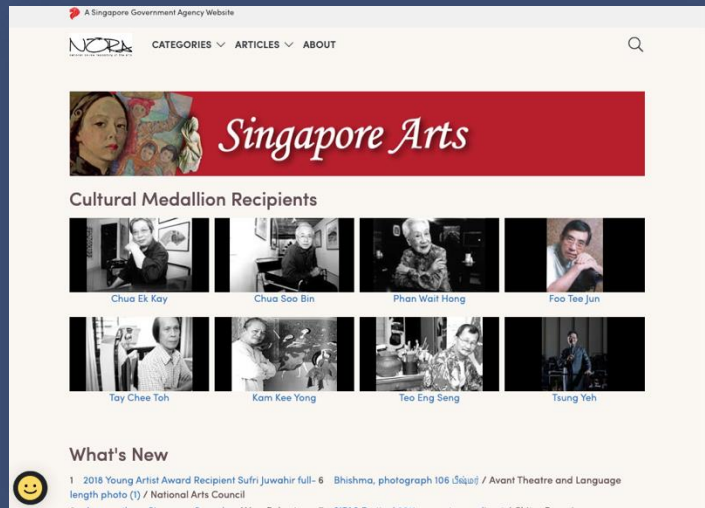 A Singapore Government Agency Website
NORA
CATEGORIES ARTICLES ABOUT
Singapore Arts
Cultural Medallion Recipients
Chua Ek Kay
Chua Soo Bin
Phan Wait Hong
Foo Tee Jun
Tay Chee Toh
Kam Kee Yong
Teo Eng Seng
Tsung Yeh
What's New
1 2018 Young Artist Award Recipient Sufri Juwahir full-
length photo (1) / National Arts Council
6 Bhishma, photograph 106 பீஷ்மர் / Avant Theatre and Language